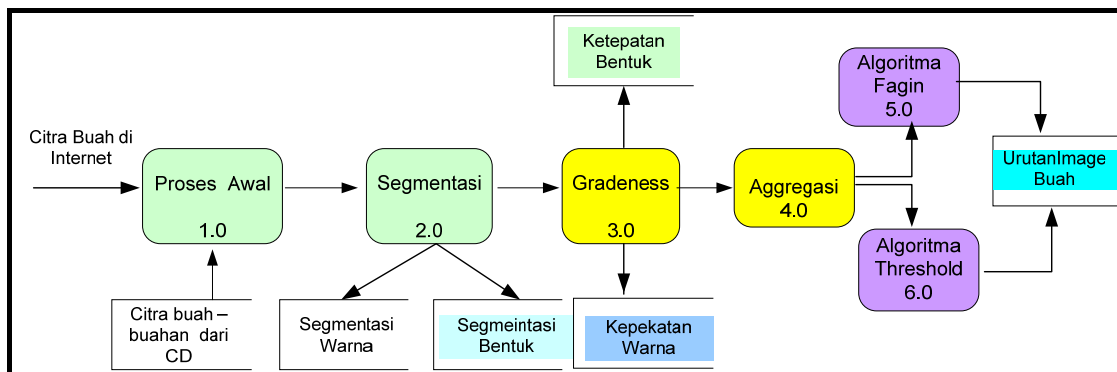 Citra Buah di
Internet
Proses Awal
1.0
Citra buah –
buahan dari
CD
Segmentasi
2.0
Segmentasi
Warna
Segmeintasi
Bentuk
Ketepatan
Bentuk
Gradeness
3.0
Kepekatan
Warna
Aggregasi
4.0
Algoritma
Fagin
5.0
Algoritma
Threshold
6.0
UrutanImage
Buah